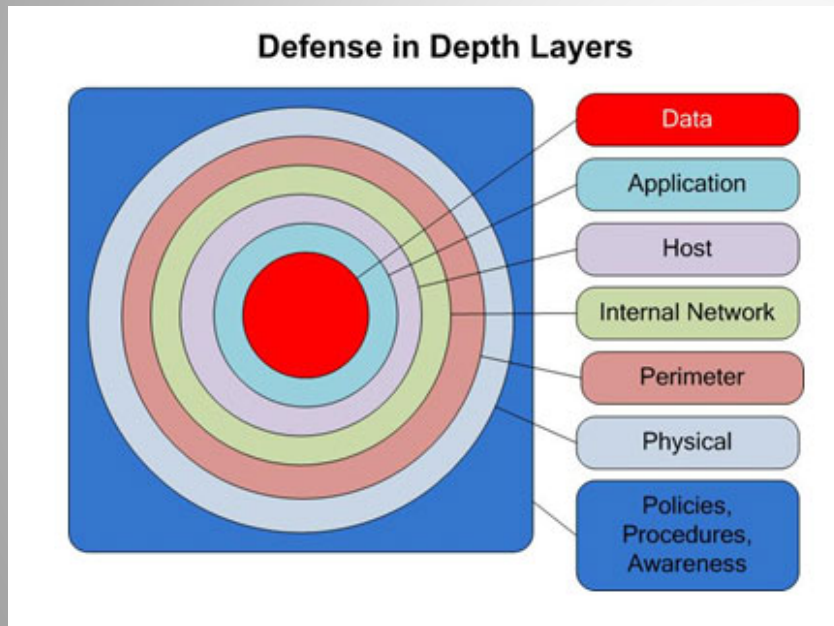 Defense in Depth Layers
Data
Application
Host
Internal Network
Perimeter
Physical
Policies,
Procedures,
Awareness